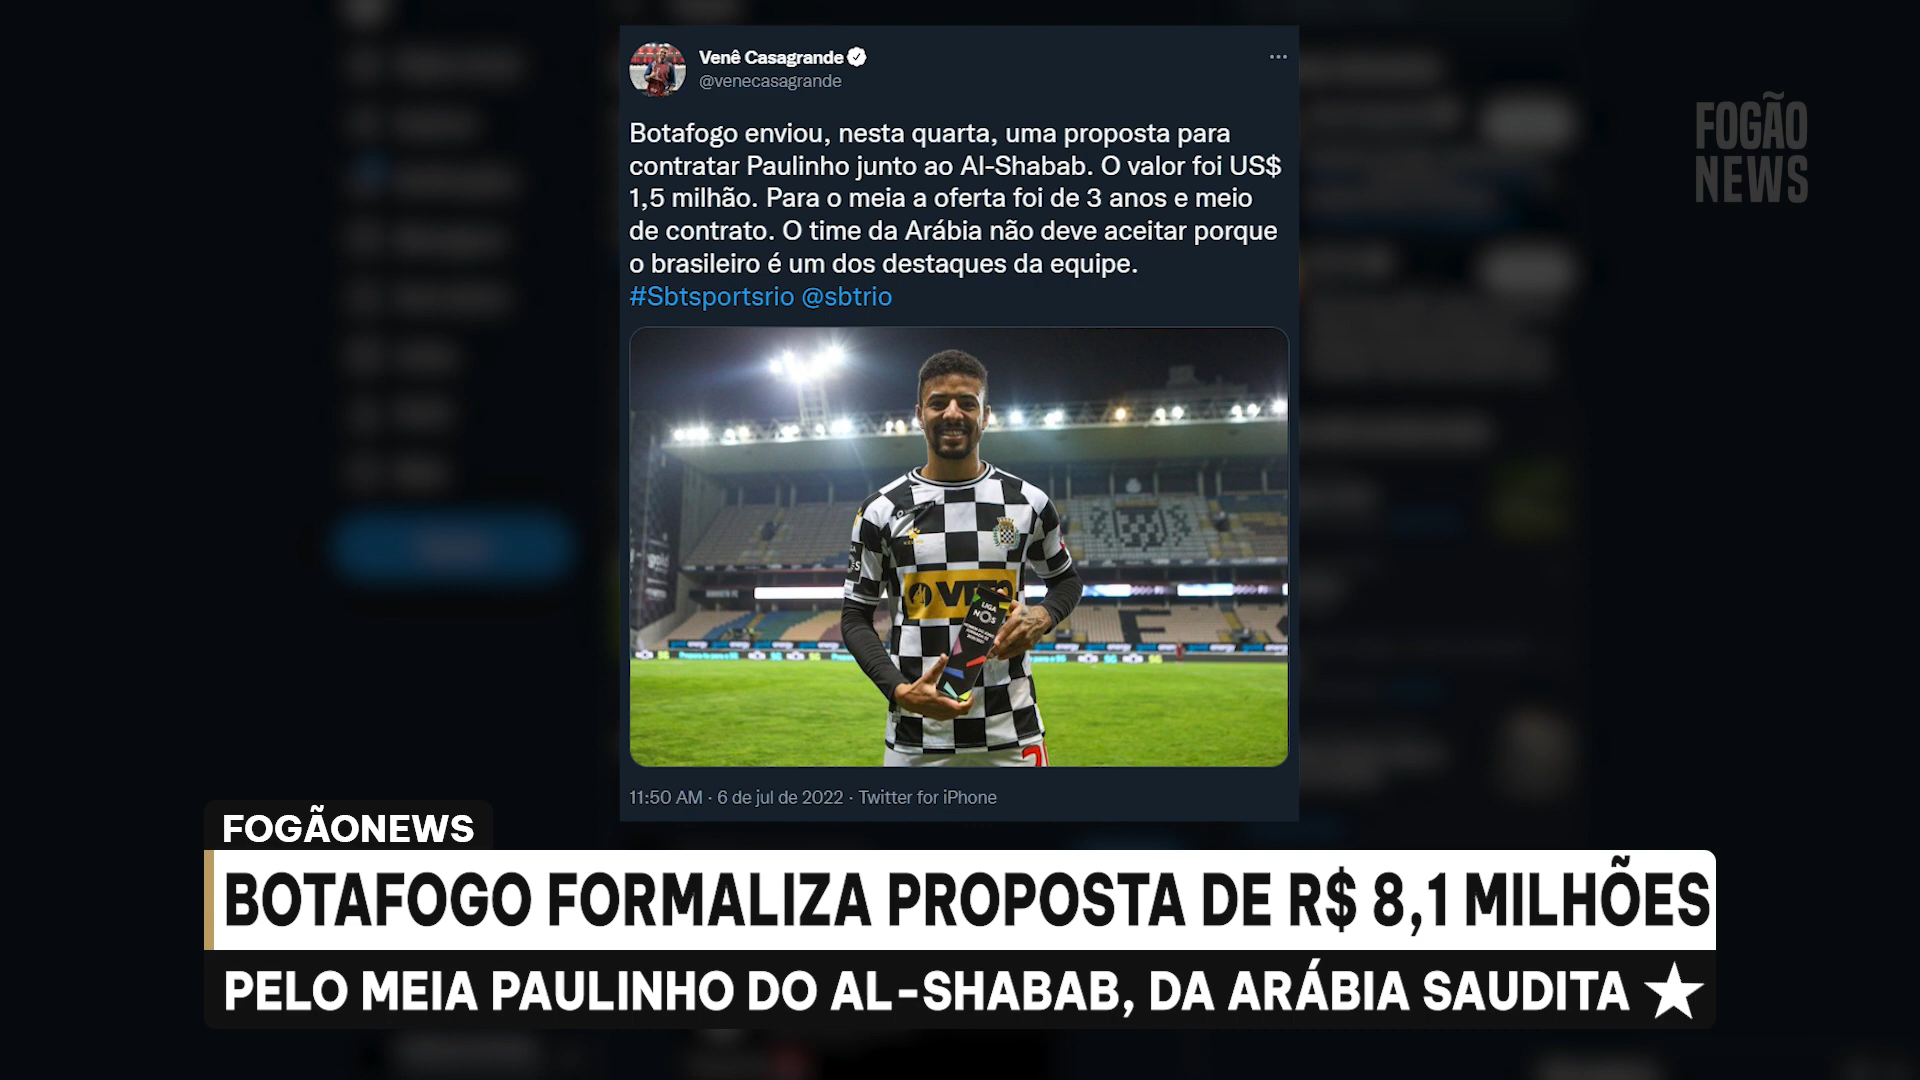 Venê Casagrande
@venecasagrande
Botafogo enviou, nesta quarta, uma proposta para
contratar Paulinho junto ao Al-Shabab. O valor foi US$
1,5 milhão. Para o meia a oferta foi de 3 anos e meio
de contrato. O time da Arábia não deve aceitar porque
o brasileiro é um dos destaques da equipe.
#Sbtsportsrio @sbtrio
FOGÃO
NEWS
LIGA
NOS
11:50 AM · 6 de jul de 2022 · Twitter for iPhone
FOGÃONEWS
BOTAFOGO FORMALIZA PROPOSTA DE R$ 8,1 MILHÕES
PELO MEIA PAULINHO DO AL-SHABAB, DA ARÁBIA SAUDITA